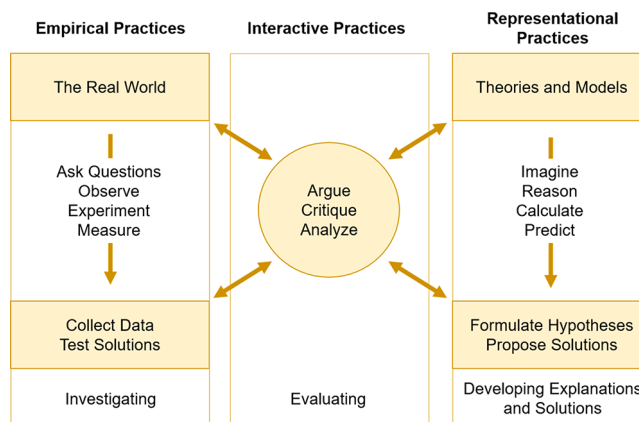 Empirical Practices
Interactive Practices
Representational
Practices
The Real World
Theories and Models
Ask Questions
Observe
Experiment
Measure
Argue
Critique
Analyze
Imagine
Reason
Calculate
Predict
Collect Data
Test Solutions
Formulate Hypotheses
Propose Solutions
Investigating
Evaluating
Developing Explanations
and Solutions